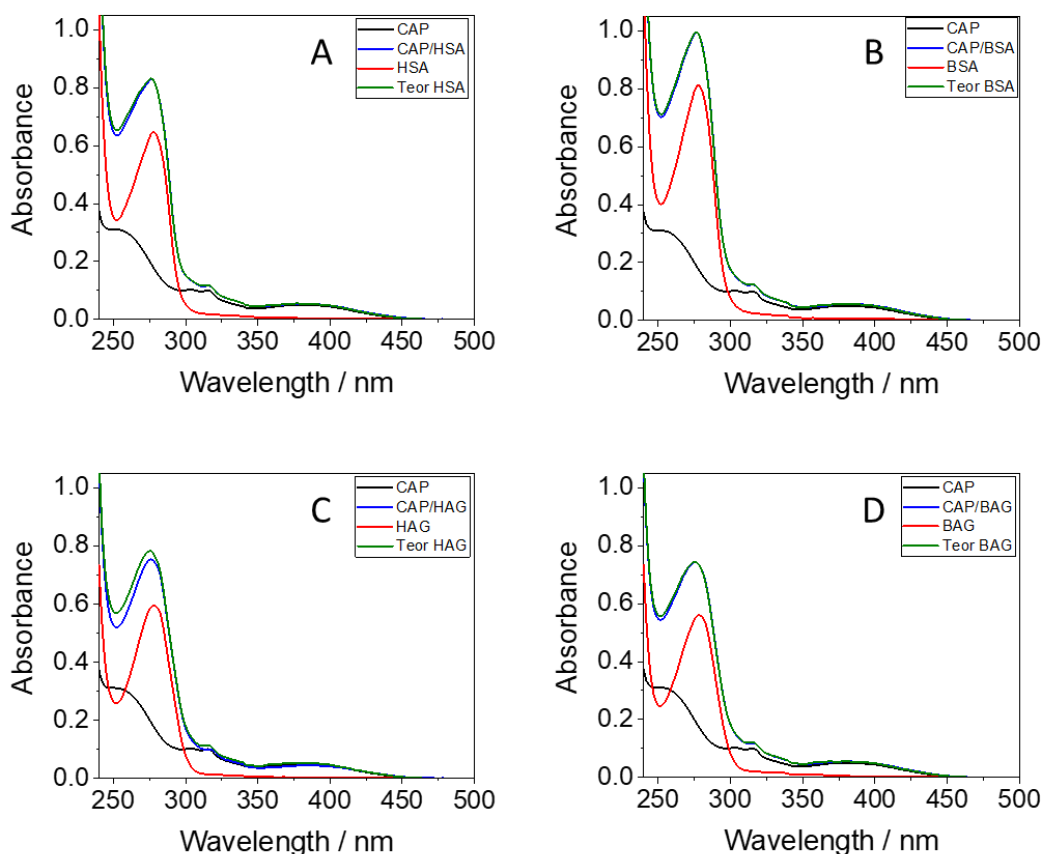 A
CAP
CAP/HSA
HSA
Teor HSA
Absorbance
1.0
0.8
0.6
0.4
0.2
0.0
250 300 350 400 450 500
Wavelength / nm
B
CAP
CAP/BSA
BSA
Teor BSA
Absorbance
1.0
0.8
0.6
0.4
0.2
0.0
250 300 350 400 450 500
Wavelength / nm
C
CAP
CAP/HAG
HAG
Teor HAG
Absorbance
1.0
0.8
0.6
0.4
0.2
0.0
250 300 350 400 450 500
Wavelength / nm
D
CAP
CAP/BAG
BAG
Teor BAG
Absorbance
1.0
0.8
0.6
0.4
0.2
0.0
250 300 350 400 450 500
Wavelength / nm